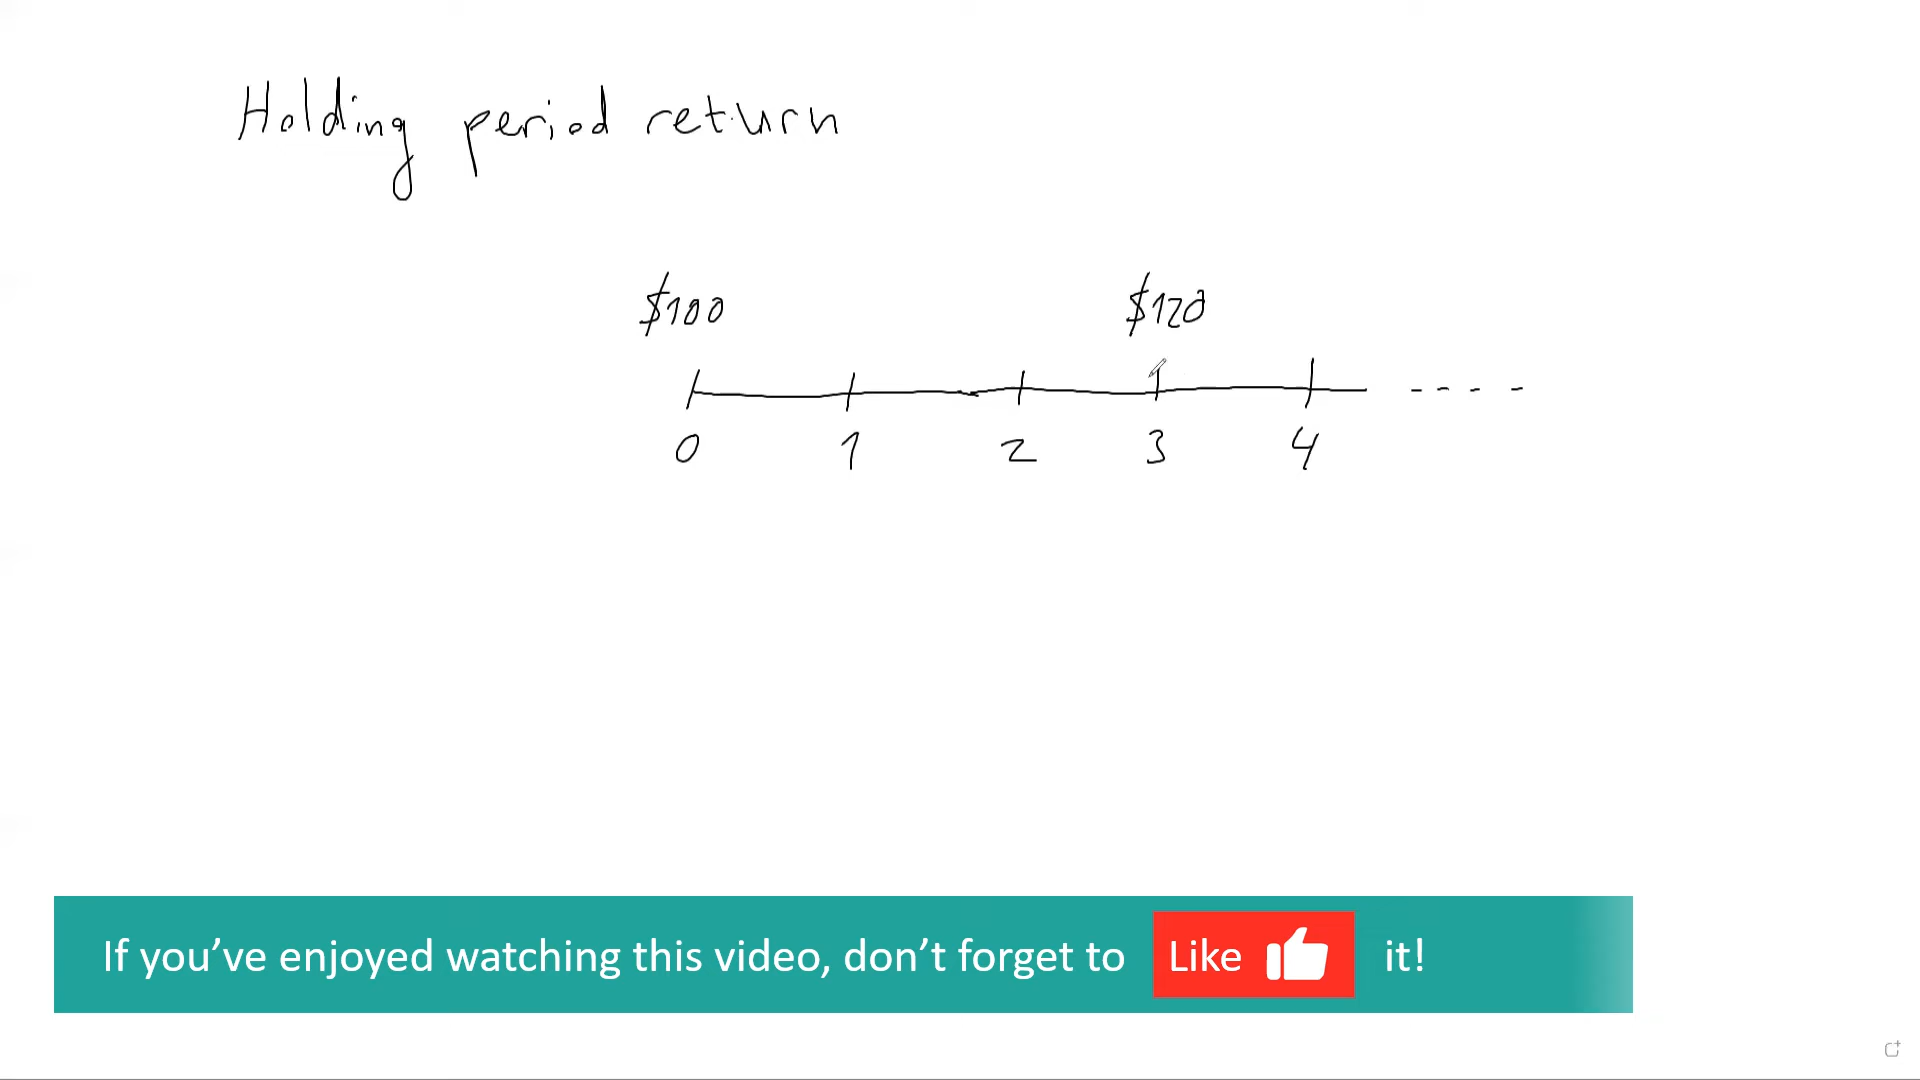 Holding period return
$100 $120
0 1 2 3 4
If you’ve enjoyed watching this video, don’t forget to Like it!